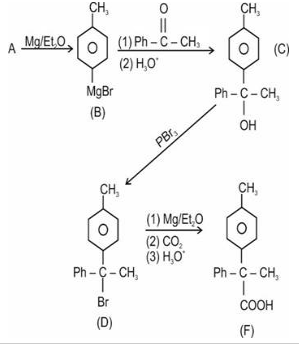 CH₃ O CH₃
A Mg/Et₂O (1) Ph – C – CH₃ (C)
(2) H₃O⁺
MgBr Ph – C – CH₃
(B) OH
PBr₃
CH₃ CH₃
(1) Mg/Et₂O
(2) CO₂
(3) H₃O⁺
Ph – C – CH₃ Ph – C – CH₃
Br COOH
(D) (F)